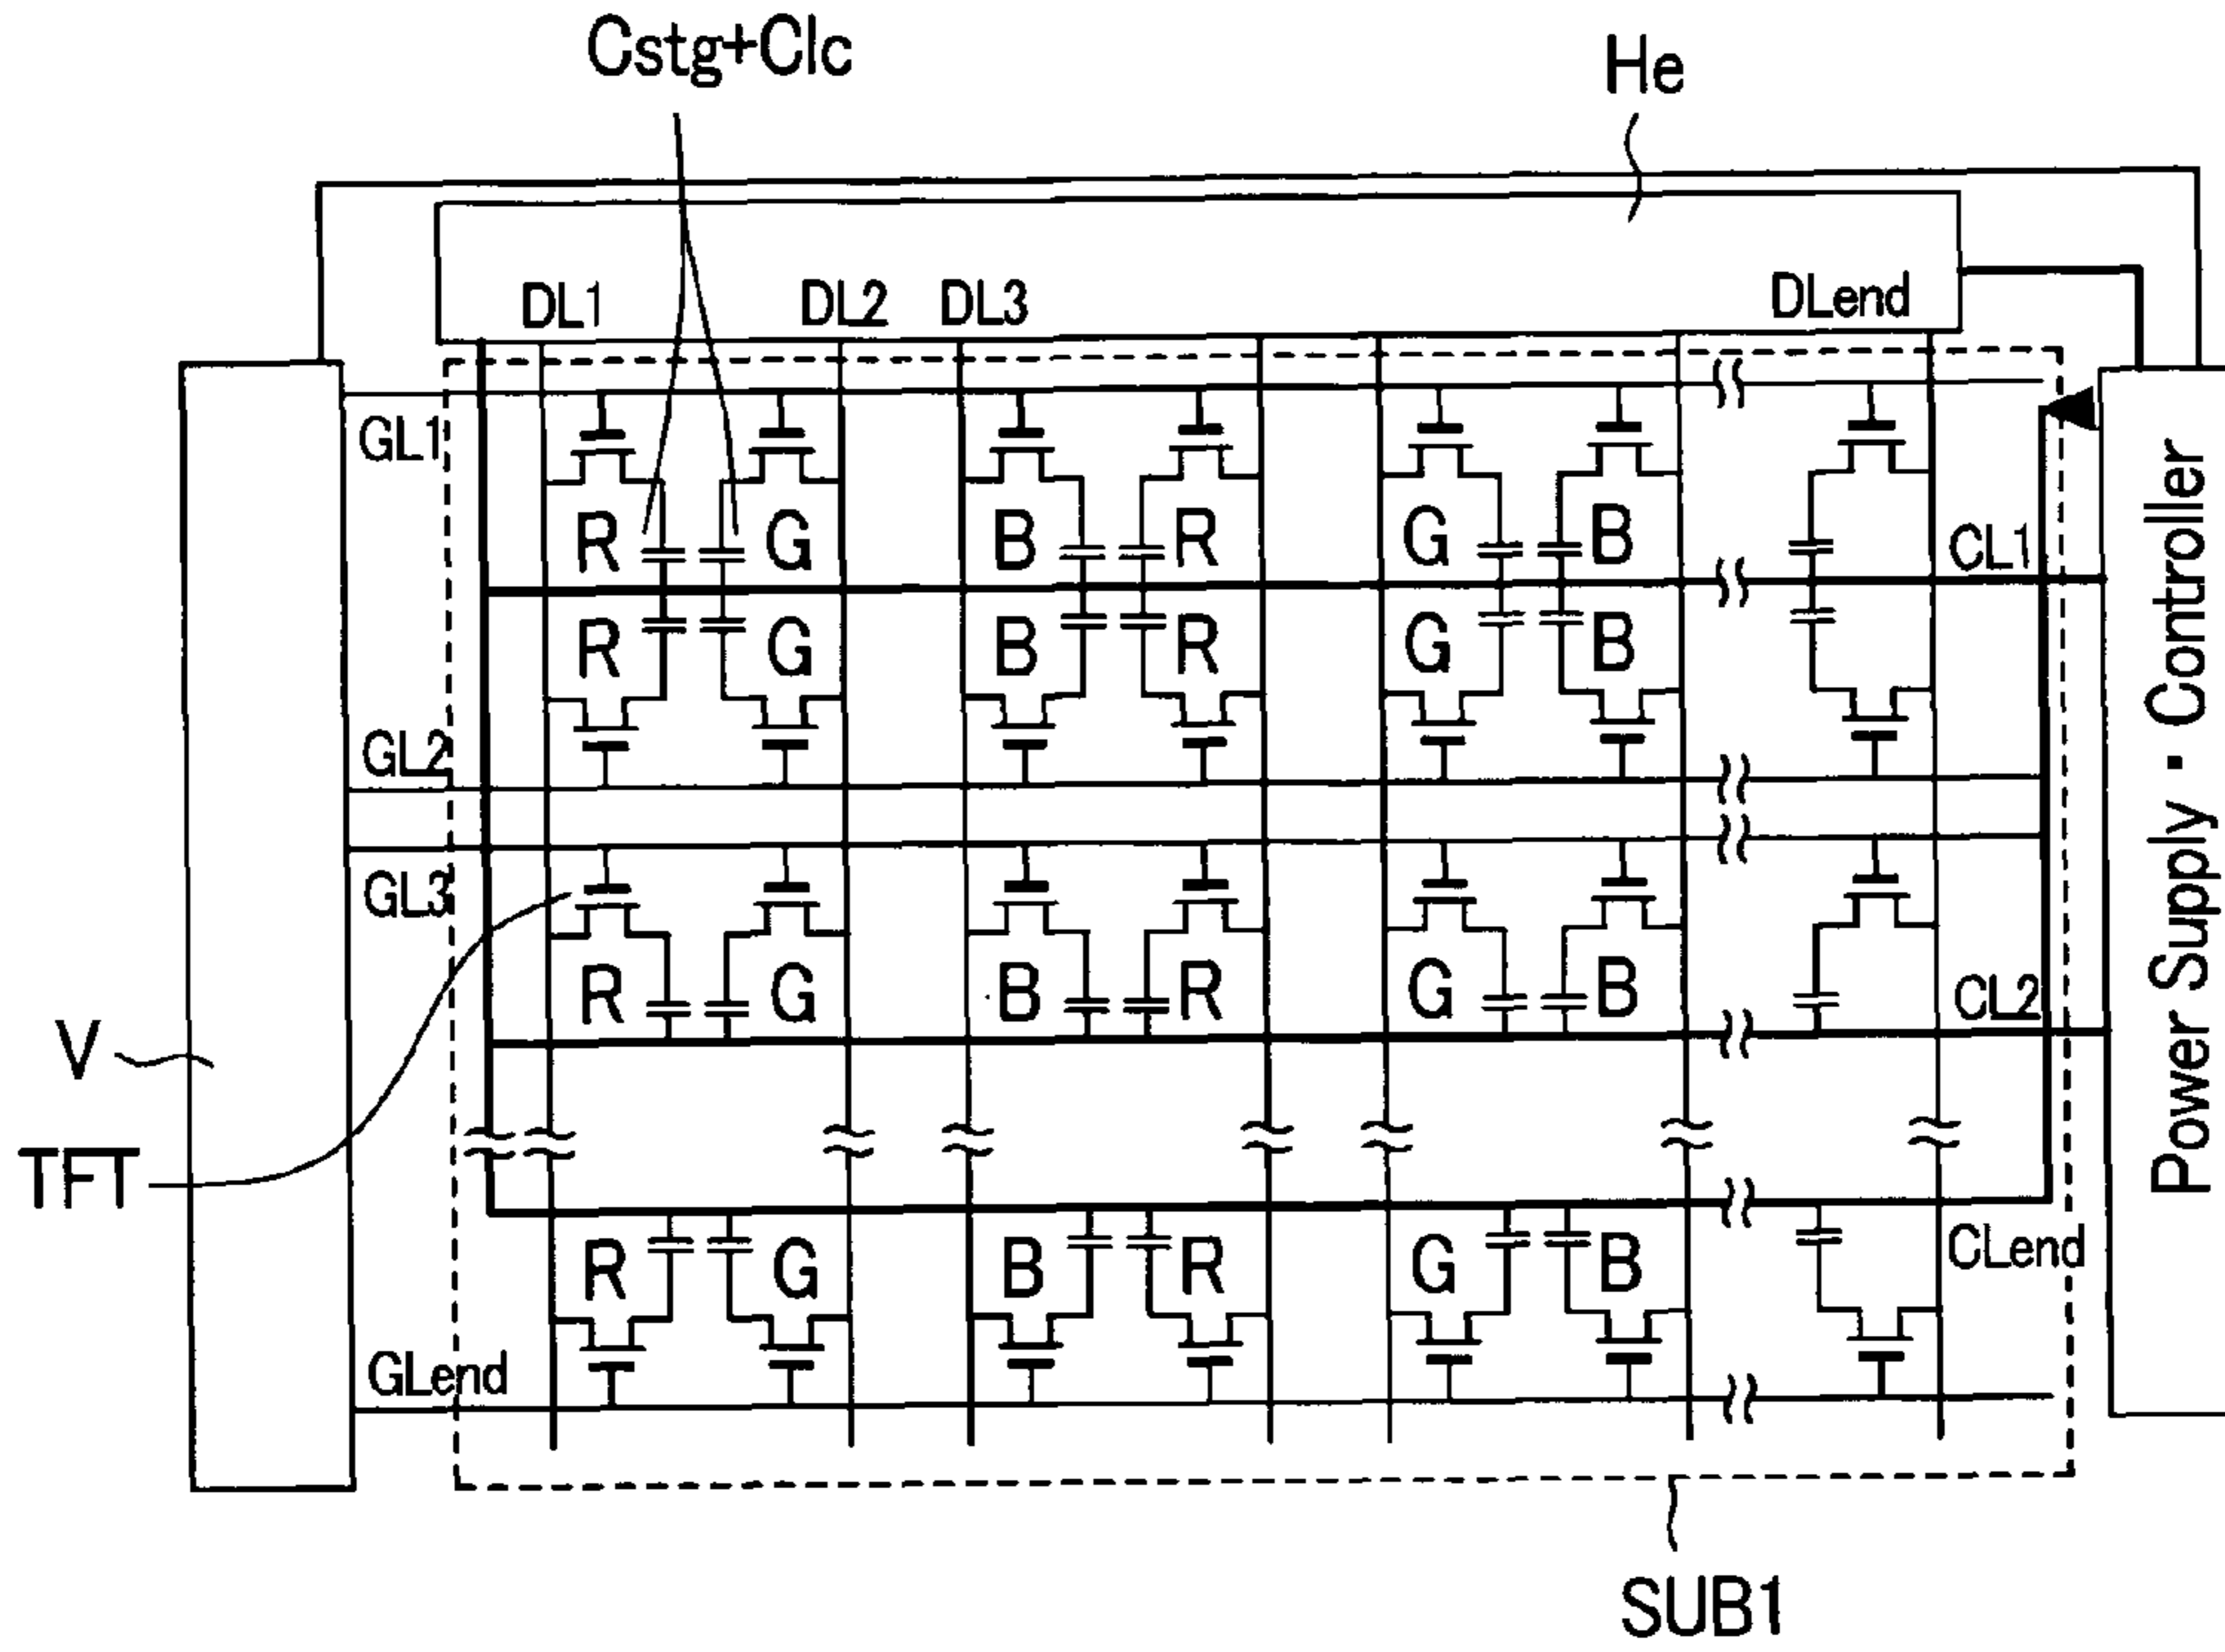 Cstg+Clc
He
DL1
DL2
DL3
DLend
GL1
R
G
B
R
G
B
CL1
R
G
B
R
G
B
GL2
GL3
R
G
B
R
G
B
CL2
Power Supply · Controller
V
TFT
R
G
B
R
G
B
CLend
GLend
SUB1